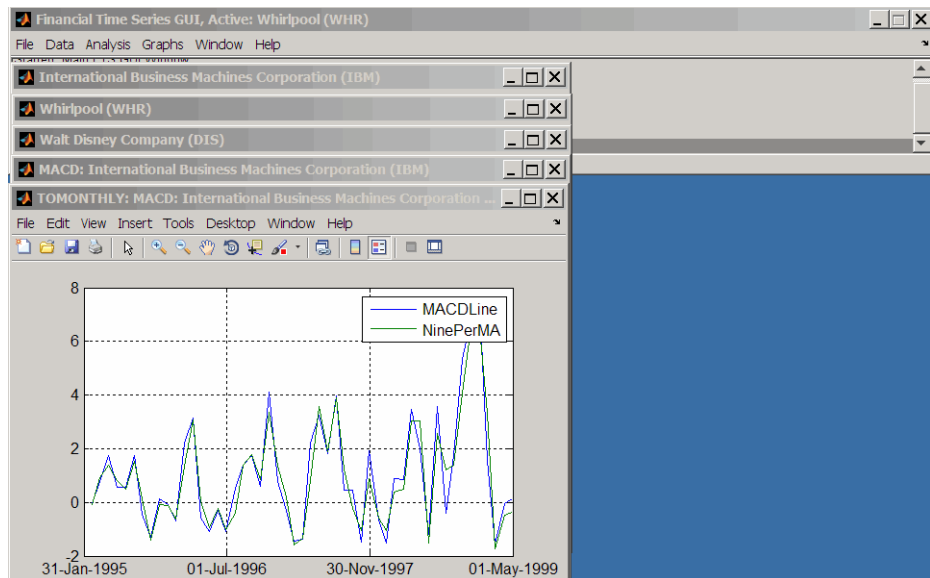 Financial Time Series GUI, Active: Whirlpool (WHR)
File Data Analysis Graphs Window Help
International Business Machines Corporation (IBM)
Whirlpool (WHR)
Walt Disney Company (DIS)
MACD: International Business Machines Corporation (IBM)
TOMONTHLY: MACD: International Business Machines Corporation ...
File Edit View Insert Tools Desktop Window Help
8
MACDLine
NinePerMA
6
4
2
0
-2
31-Jan-1995 01-Jul-1996 30-Nov-1997 01-May-1999